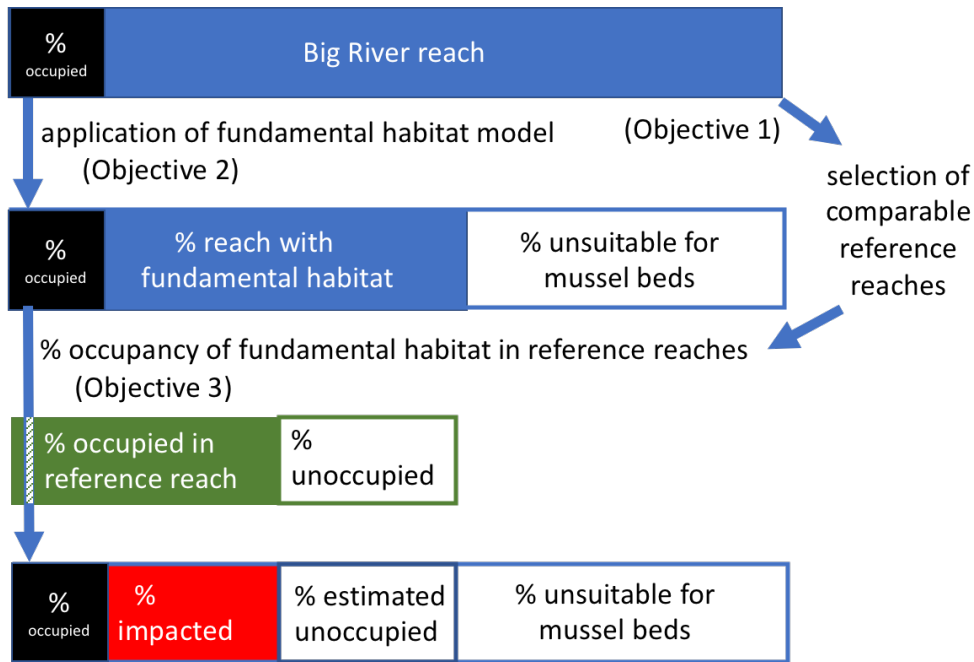 %
occupied
Big River reach
application of fundamental habitat model
(Objective 2)
(Objective 1)
selection of
comparable
reference
reaches
%
occupied
% reach with
fundamental habitat
% unsuitable for
mussel beds
% occupancy of fundamental habitat in reference reaches
(Objective 3)
% occupied in
reference reach
%
unoccupied
%
occupied
%
impacted
% estimated
unoccupied
% unsuitable for
mussel beds